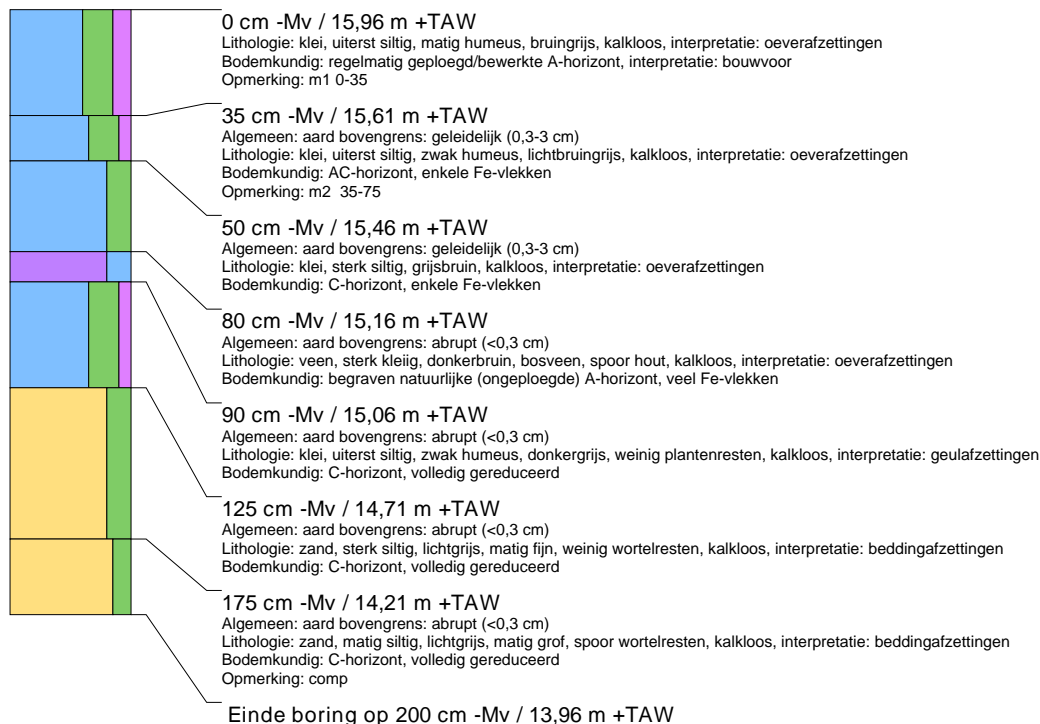 0 cm -Mv / 15,96 m +TAW
Lithologie: klei, uiterst siltig, matig humeus, bruingrijs, kalkloos, interpretatie: oeverafzettingen
Bodemkundig: regelmatig geploegd/bewerkte A-horizont, interpretatie: bouwvoor
Opmerking: m1 0-35
35 cm -Mv / 15,61 m +TAW
Algemeen: aard bovengrens: geleidelijk (0,3-3 cm)
Lithologie: klei, uiterst siltig, zwak humeus, lichtbruingrijs, kalkloos, interpretatie: oeverafzettingen
Bodemkundig: AC-horizont, enkele Fe-vlekken
Opmerking: m2 35-75
50 cm -Mv / 15,46 m +TAW
Algemeen: aard bovengrens: geleidelijk (0,3-3 cm)
Lithologie: klei, sterk siltig, grijsbruin, kalkloos, interpretatie: oeverafzettingen
Bodemkundig: C-horizont, enkele Fe-vlekken
80 cm -Mv / 15,16 m +TAW
Algemeen: aard bovengrens: abrupt (<0,3 cm)
Lithologie: veen, sterk kleiig, donkerbruin, bosveen, spoor hout, kalkloos, interpretatie: oeverafzettingen
Bodemkundig: begraven natuurlijke (ongeploegde) A-horizont, veel Fe-vlekken
90 cm -Mv / 15,06 m +TAW
Algemeen: aard bovengrens: abrupt (<0,3 cm)
Lithologie: klei, uiterst siltig, zwak humeus, donkergrijs, weinig plantenresten, kalkloos, interpretatie: geulafzettingen
Bodemkundig: C-horizont, volledig gereduceerd
125 cm -Mv / 14,71 m +TAW
Algemeen: aard bovengrens: abrupt (<0,3 cm)
Lithologie: zand, sterk siltig, lichtgrijs, matig fijn, weinig wortelresten, kalkloos, interpretatie: beddingafzettingen
Bodemkundig: C-horizont, volledig gereduceerd
175 cm -Mv / 14,21 m +TAW
Algemeen: aard bovengrens: abrupt (<0,3 cm)
Lithologie: zand, matig siltig, lichtgrijs, matig grof, spoor wortelresten, kalkloos, interpretatie: beddingafzettingen
Bodemkundig: C-horizont, volledig gereduceerd
Opmerking: comp
Einde boring op 200 cm -Mv / 13,96 m +TAW